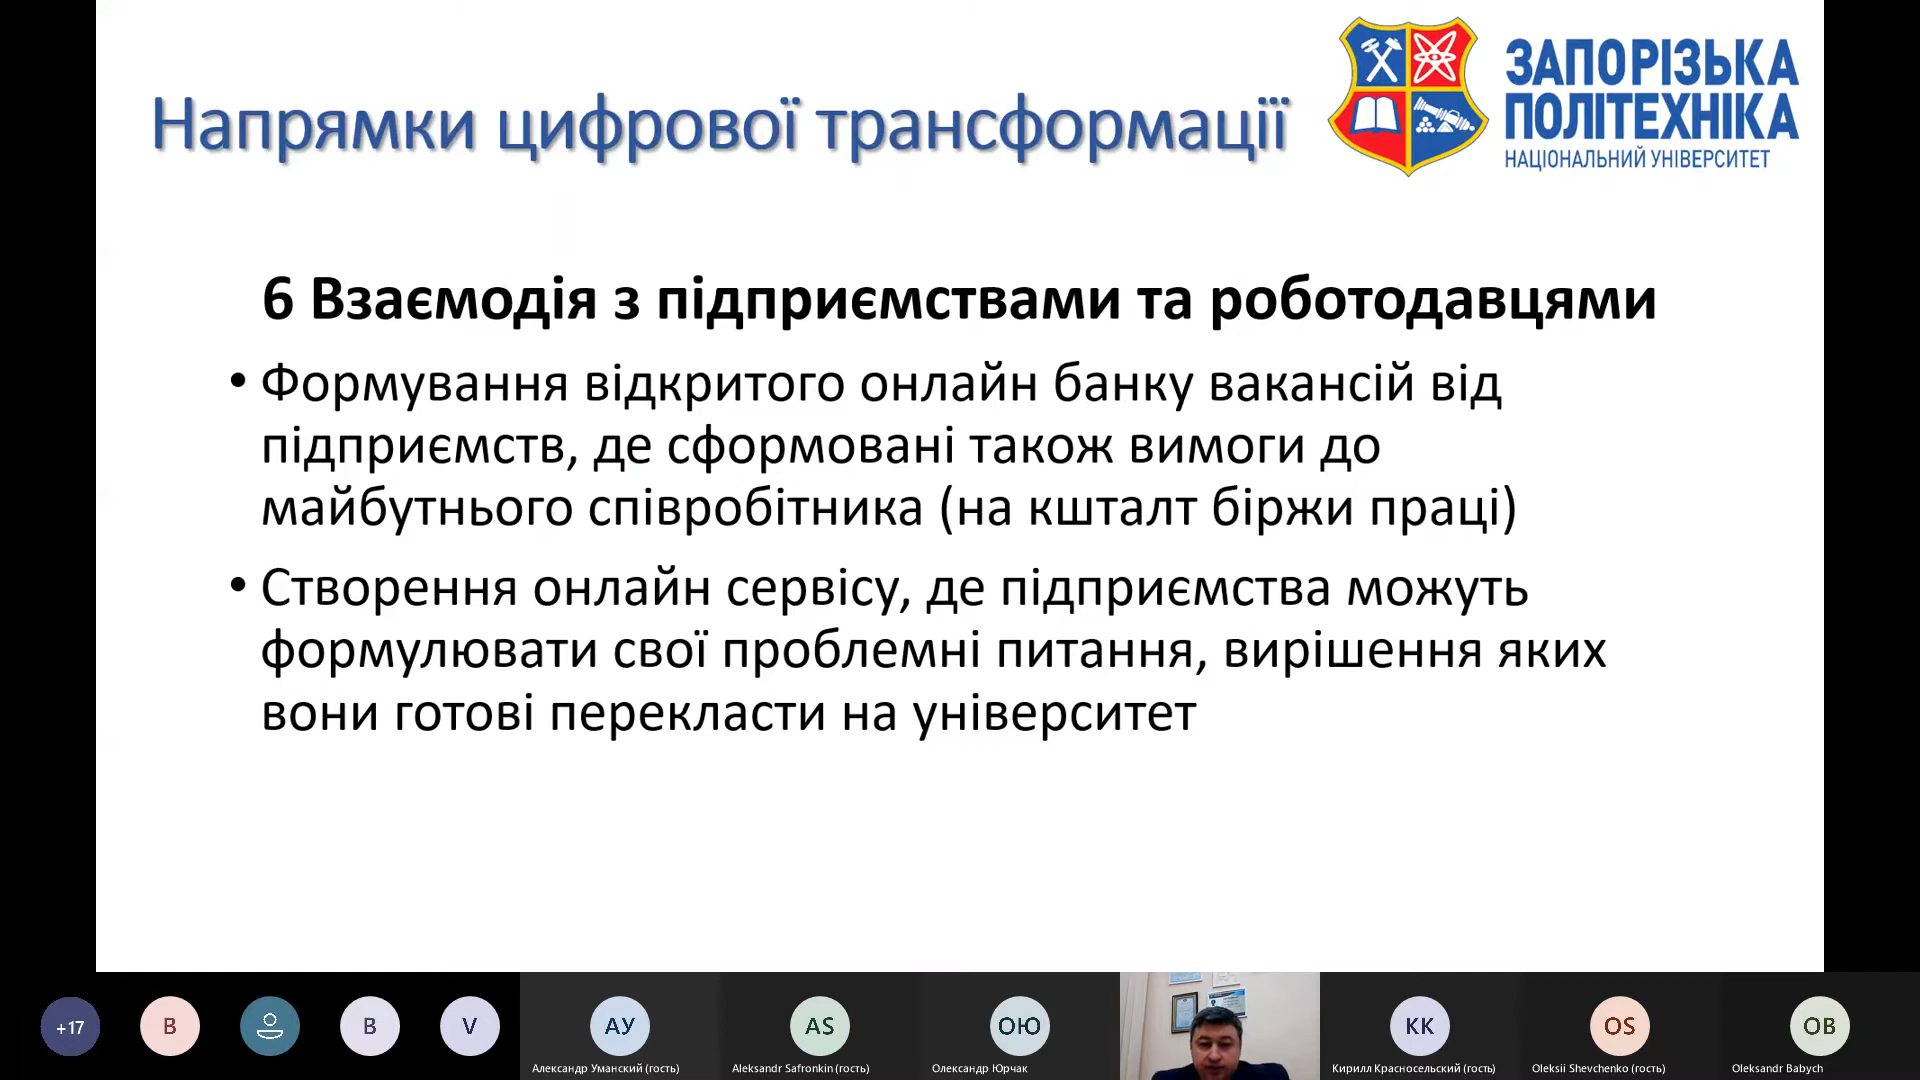 Напрямки цифрової трансформації
ЗАПОРІЗЬКА
ПОЛІТЕХНІКА
НАЦІОНАЛЬНИЙ УНІВЕРСИТЕТ
6 Взаємодія з підприємствами та роботодавцями
• Формування відкритого онлайн банку вакансій від
підприємств, де сформовані також вимоги до
майбутнього співробітника (на кшталт біржи праці)
• Створення онлайн сервісу, де підприємства можуть
формулювати свої проблемні питання, вирішення яких
вони готові перекласти на університет
+17
B
B
V
АУ
AS
ОЮ
КК
OS
OB
Александр Уманский (гость)
Aleksandr Safronkin (гость)
Олександр Юрчак
Кирилл Красносельский (гость)
Oleksii Shevchenko (гость)
Oleksandr Babych